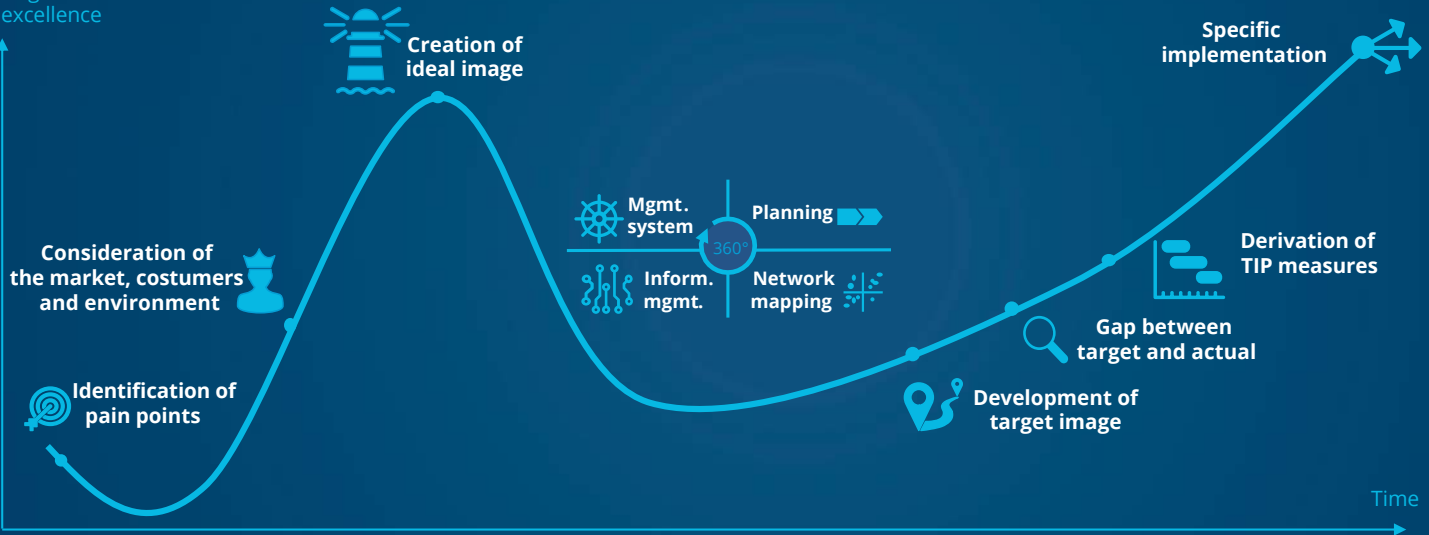 excellence
Creation of
ideal image
Specific
implementation
Mgmt.
system
Planning
360°
Inform.
mgmt.
Network
mapping
Consideration of
the market, costumers
and environment
Derivation of
TIP measures
Gap between
target and actual
Identification of
pain points
Development of
target image
Time